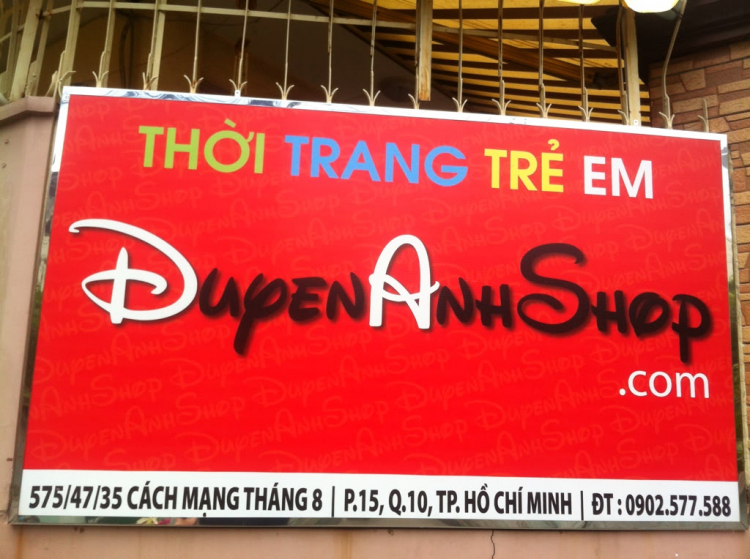 THỜI TRANG TRẺ EM
DUYENANHSHOP
.com
575/47/35 CÁCH MẠNG THÁNG 8 | P.15, Q.10, TP. HỒ CHÍ MINH | ĐT : 0902.577.588